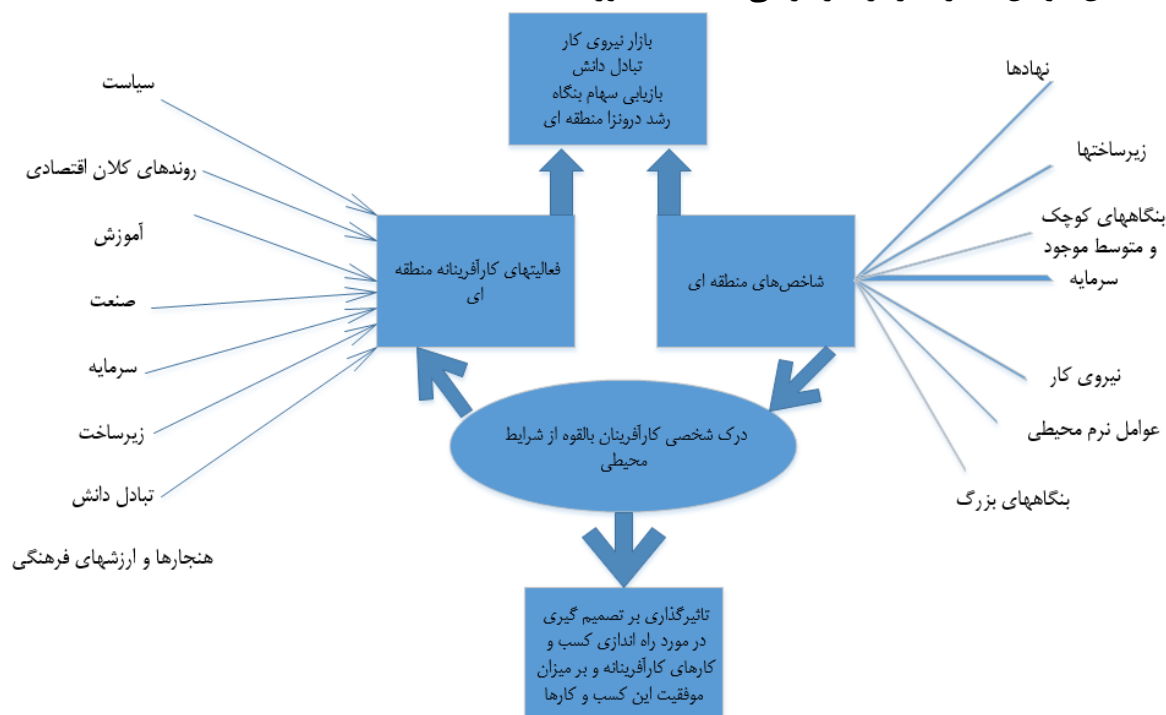 بازار نیروی کار
تبادل دانش
بازیابی سهام بنگاه
رشد درونزا منطقه ای
نهادها
زیرساختها
بنگاههای کوچک
و متوسط موجود
سرمایه
نیروی کار
عوامل نرم محیطی
بنگاههای بزرگ
شاخص‌های منطقه ای
فعالیتهای کارآفرینانه منطقه
ای
سیاست
روندهای کلان اقتصادی
آموزش
صنعت
سرمایه
زیرساخت
تبادل دانش
هنجارها و ارزشهای فرهنگی
درک شخصی کارآفرینان بالقوه از شرایط
محیطی
تاثیرگذاری بر تصمیم گیری
در مورد راه اندازی کسب و
کارهای کارآفرینانه و بر میزان
موفقیت این کسب و کارها